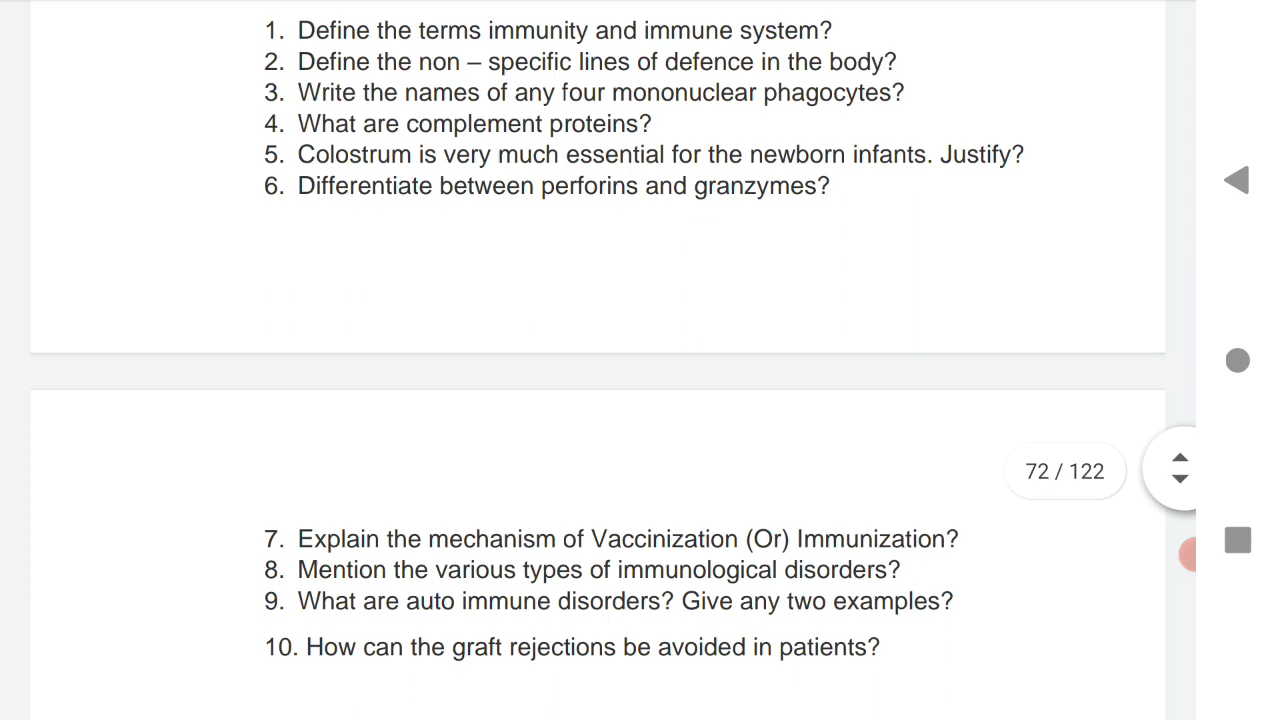 1. Define the terms immunity and immune system?
2. Define the non – specific lines of defence in the body?
3. Write the names of any four mononuclear phagocytes?
4. What are complement proteins?
5. Colostrum is very much essential for the newborn infants. Justify?
6. Differentiate between perforins and granzymes?
72 / 122
7. Explain the mechanism of Vaccinization (Or) Immunization?
8. Mention the various types of immunological disorders?
9. What are auto immune disorders? Give any two examples?
10. How can the graft rejections be avoided in patients?